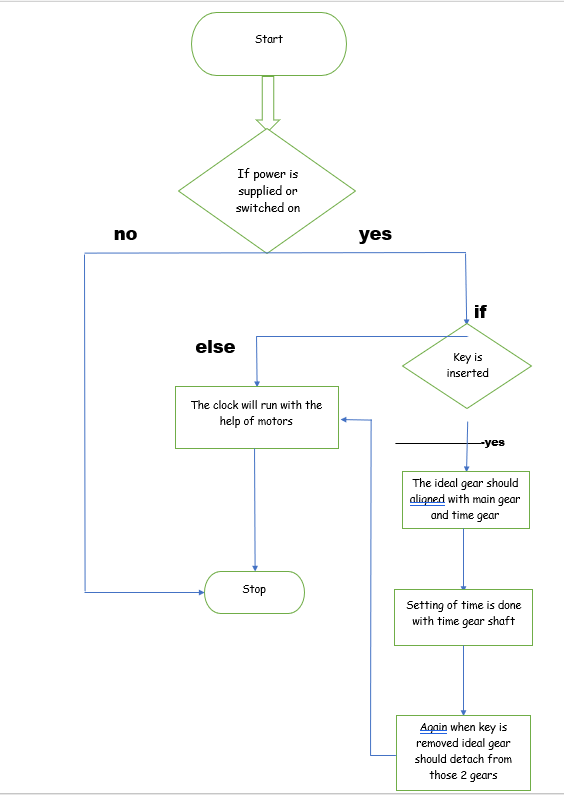 Start
If power is
supplied or
switched on
no
yes
if
else
Key is
inserted
The clock will run with the
help of motors
-yes
The ideal gear should
aligned with main gear
and time gear
Stop
Setting of time is done
with time gear shaft
Again when key is
removed ideal gear
should detach from
those 2 gears